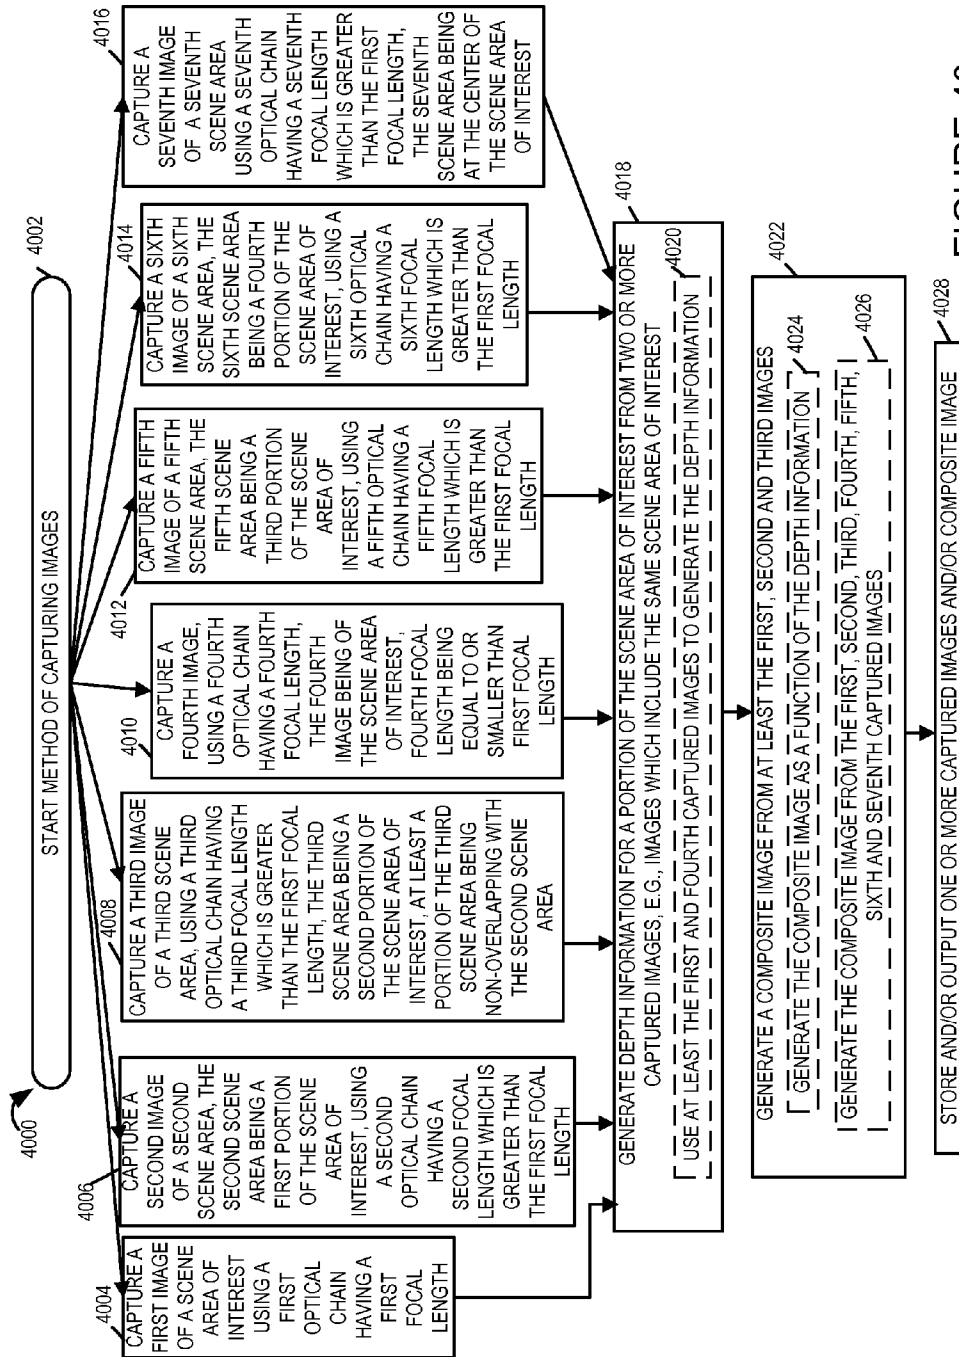 4000
START METHOD OF CAPTURING IMAGES
4002
4004
CAPTURE A
FIRST IMAGE
OF A SCENE
AREA OF
INTEREST
USING A
FIRST
OPTICAL
CHAIN
HAVING A
FIRST
FOCAL
LENGTH
4006
CAPTURE A
SECOND IMAGE
OF A SECOND
SCENE AREA, THE
SECOND SCENE
AREA BEING A
FIRST PORTION
OF THE SCENE
AREA OF
INTEREST, USING
A SECOND
OPTICAL CHAIN
HAVING A
SECOND FOCAL
LENGTH WHICH IS
GREATER THAN
THE FIRST FOCAL
LENGTH
4008
CAPTURE A THIRD IMAGE
OF A THIRD SCENE
AREA, USING A THIRD
OPTICAL CHAIN HAVING
A THIRD FOCAL LENGTH
WHICH IS GREATER
THAN THE FIRST FOCAL
LENGTH, THE THIRD
SCENE AREA BEING A
SECOND PORTION OF
THE SCENE AREA OF
INTEREST, AT LEAST A
PORTION OF THE THIRD
SCENE AREA BEING
NON-OVERLAPPING WITH
THE SECOND SCENE
AREA
4010
CAPTURE A
FOURTH IMAGE,
USING A FOURTH
OPTICAL CHAIN
HAVING A FOURTH
FOCAL LENGTH,
THE FOURTH
IMAGE BEING OF
THE SCENE AREA
OF INTEREST,
FOURTH FOCAL
LENGTH BEING
EQUAL TO OR
SMALLER THAN
FIRST FOCAL
LENGTH
4012
CAPTURE A FIFTH
IMAGE OF A FIFTH
SCENE AREA, THE
FIFTH SCENE
AREA BEING A
THIRD PORTION
OF THE SCENE
AREA OF
INTEREST, USING
A FIFTH OPTICAL
CHAIN HAVING A
FIFTH FOCAL
LENGTH WHICH IS
GREATER THAN
THE FIRST FOCAL
LENGTH
4014
CAPTURE A SIXTH
IMAGE OF A SIXTH
SCENE AREA, THE
SIXTH SCENE AREA
BEING A FOURTH
PORTION OF THE
SCENE AREA OF
INTEREST, USING A
SIXTH OPTICAL
CHAIN HAVING A
SIXTH FOCAL
LENGTH WHICH IS
GREATER THAN
THE FIRST FOCAL
LENGTH
4016
CAPTURE A
SEVENTH IMAGE
OF A SEVENTH
SCENE AREA
USING A SEVENTH
OPTICAL CHAIN
HAVING A SEVENTH
FOCAL LENGTH
WHICH IS GREATER
THAN THE FIRST
FOCAL LENGTH,
THE SEVENTH
SCENE AREA BEING
AT THE CENTER OF
THE SCENE AREA
OF INTEREST
4018
GENERATE DEPTH INFORMATION FOR A PORTION OF THE SCENE AREA OF INTEREST FROM TWO OR MORE
CAPTURED IMAGES, E.G., IMAGES WHICH INCLUDE THE SAME SCENE AREA OF INTEREST
4020
USE AT LEAST THE FIRST AND FOURTH CAPTURED IMAGES TO GENERATE THE DEPTH INFORMATION
4022
GENERATE A COMPOSITE IMAGE FROM AT LEAST THE FIRST, SECOND AND THIRD IMAGES
4024
GENERATE THE COMPOSITE IMAGE AS A FUNCTION OF THE DEPTH INFORMATION
4026
GENERATE THE COMPOSITE IMAGE FROM THE FIRST, SECOND, THIRD, FOURTH, FIFTH,
SIXTH AND SEVENTH CAPTURED IMAGES
4028
STORE AND/OR OUTPUT ONE OR MORE CAPTURED IMAGES AND/OR COMPOSITE IMAGE